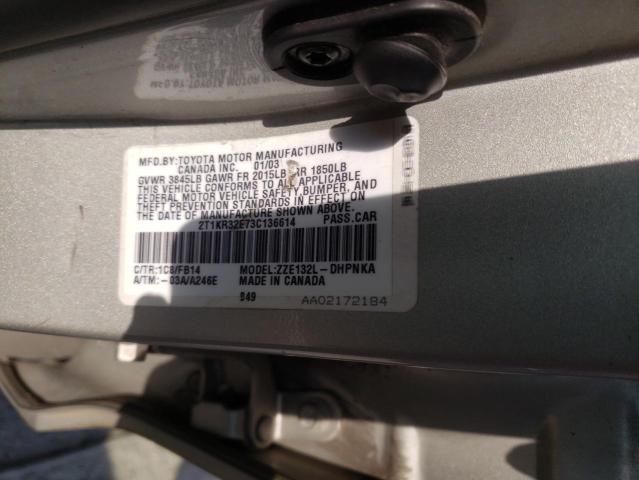 MFD.BY:TOYOTA MOTOR MANUFACTURING
CANADA INC. 01/03
GVWR 3845LB GAWR FR 2015LB RR 1850LB
THIS VEHICLE CONFORMS TO ALL APPLICABLE
FEDERAL MOTOR VEHICLE SAFETY,BUMPER, AND
THEFT PREVENTION STANDARDS IN EFFECT ON
THE DATE OF MANUFACTURE SHOWN ABOVE.
2T1KR32E73C136614 PASS.CAR
C/TR:1C8/FB14 MODEL:ZZE132L-DHPNKA
A/TM:-03A/A246E MADE IN CANADA
849 AA02172184